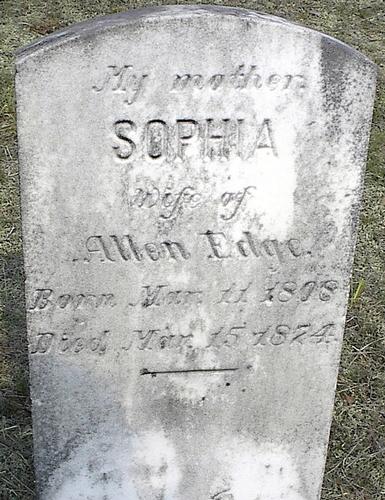 My mother
SOPHIA
Wife of
Allen Edge.
Born Mar 11 1808
Died Mar 15 1874